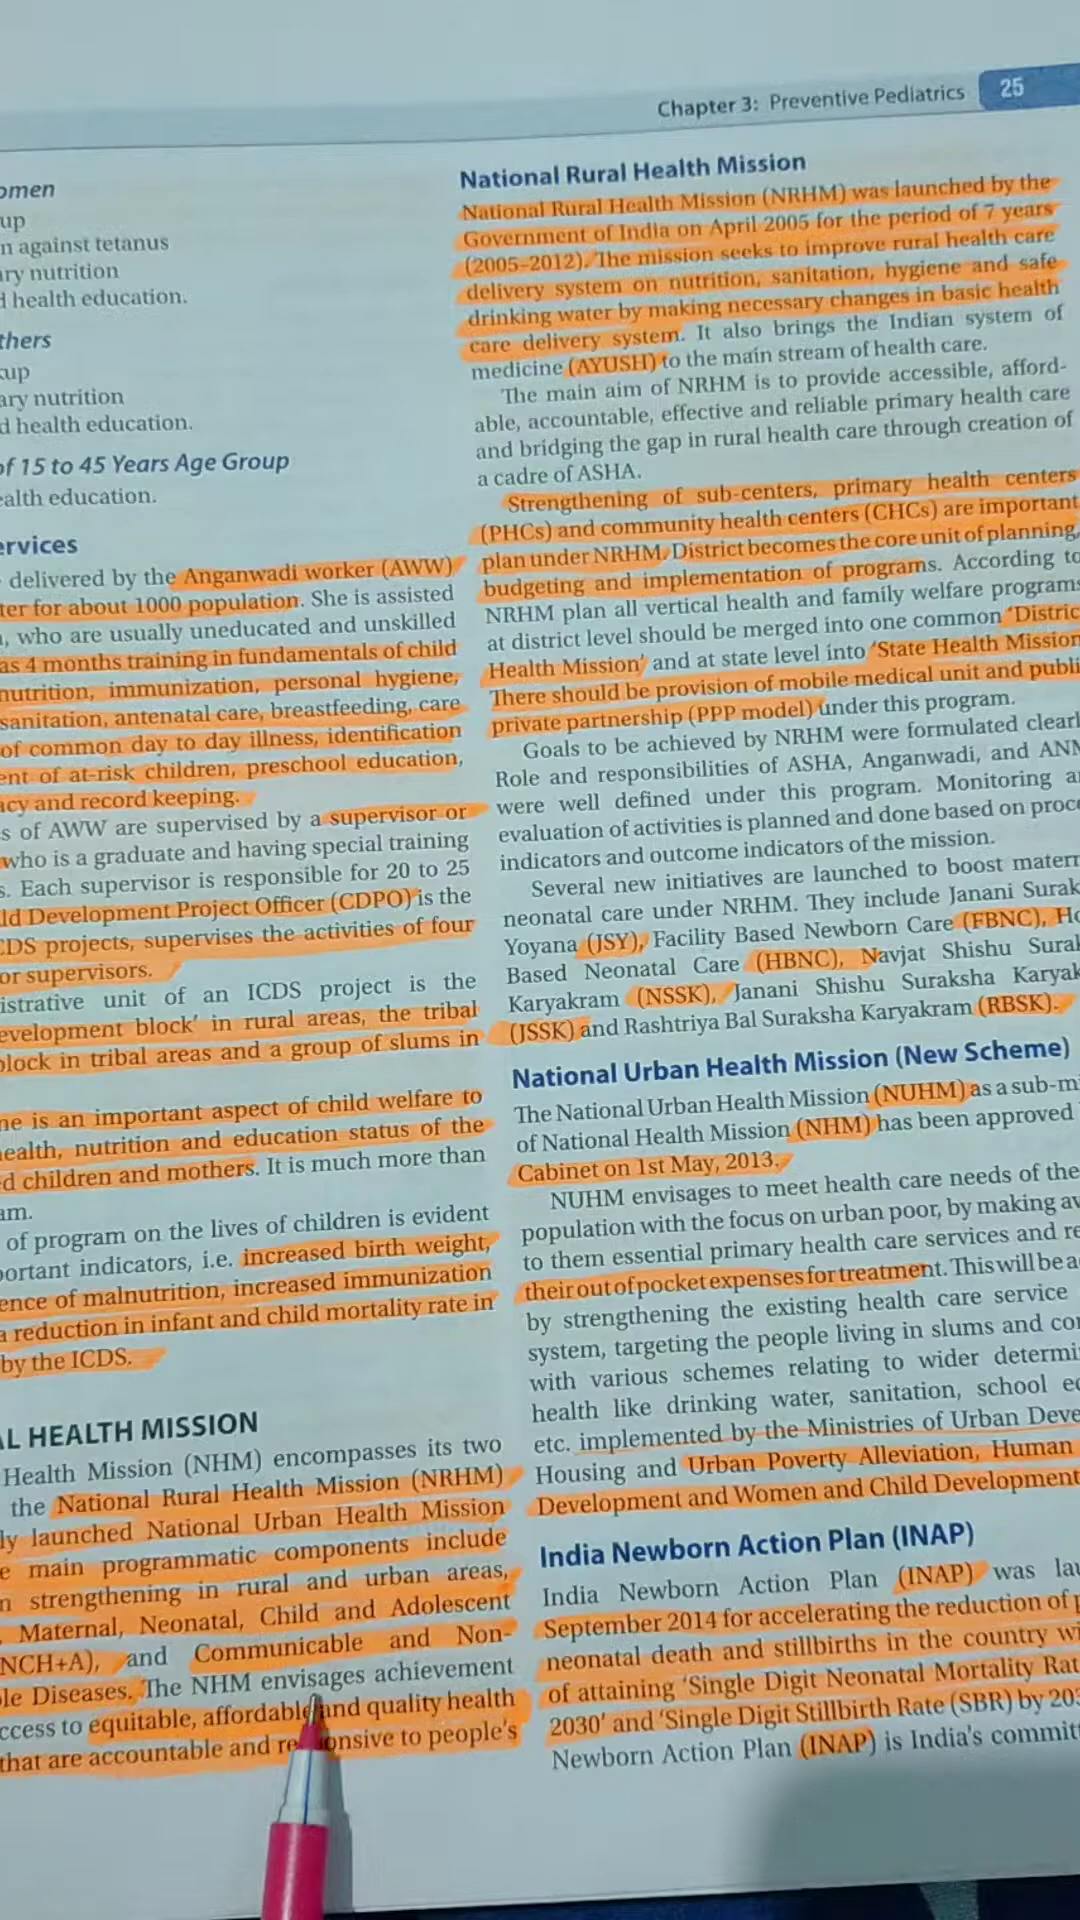 Chapter 3: Preventive Pediatrics 25
omen
up
n against tetanus
ary nutrition
d health education.
thers
kup
ary nutrition
d health education.
of 15 to 45 Years Age Group
ealth education.
ervices
delivered by the Anganwadi worker (AWW)
ter for about 1000 population. She is assisted
, who are usually uneducated and unskilled
as 4 months training in fundamentals of child
nutrition, immunization, personal hygiene,
sanitation, antenatal care, breastfeeding, care
of common day to day illness, identification
ent of at-risk children, preschool education,
acy and record keeping.
s of AWW are supervised by a supervisor or
who is a graduate and having special training
s. Each supervisor is responsible for 20 to 25
ld Development Project Officer (CDPO) is the
CDS projects, supervises the activities of four
or supervisors.
istrative unit of an ICDS project is the
evelopment block' in rural areas, the tribal
block in tribal areas and a group of slums in
ne is an important aspect of child welfare to
health, nutrition and education status of the
d children and mothers. It is much more than
am.
of program on the lives of children is evident
portant indicators, i.e. increased birth weight,
ence of malnutrition, increased immunization
a reduction in infant and child mortality rate in
by the ICDS.
AL HEALTH MISSION
Health Mission (NHM) encompasses its two
the National Rural Health Mission (NRHM)
ly launched National Urban Health Mission
e main programmatic components include
n strengthening in rural and urban areas,
, Maternal, Neonatal, Child and Adolescent
NCH+A), and Communicable and Non-
le Diseases. The NHM envisages achievement
ccess to equitable, affordable and quality health
that are accountable and re onsive to people's
National Rural Health Mission
National Rural Health Mission (NRHM) was launched by the
Government of India on April 2005 for the period of 7 years
(2005–2012). The mission seeks to improve rural health care
delivery system on nutrition, sanitation, hygiene and safe
drinking water by making necessary changes in basic health
care delivery system. It also brings the Indian system of
medicine (AYUSH) to the main stream of health care.
The main aim of NRHM is to provide accessible, afford-
able, accountable, effective and reliable primary health care
and bridging the gap in rural health care through creation of
a cadre of ASHA.
Strengthening of sub-centers, primary health centers
(PHCs) and community health centers (CHCs) are important
plan under NRHM. District becomes the core unit of planning,
budgeting and implementation of programs. According to
NRHM plan all vertical health and family welfare programs
at district level should be merged into one common 'Distric
Health Mission' and at state level into 'State Health Mission
There should be provision of mobile medical unit and publi
private partnership (PPP model) under this program.
Goals to be achieved by NRHM were formulated clearl
Role and responsibilities of ASHA, Anganwadi, and ANM
were well defined under this program. Monitoring a
evaluation of activities is planned and done based on proce
indicators and outcome indicators of the mission.
Several new initiatives are launched to boost matern
neonatal care under NRHM. They include Janani Surak
Yoyana (JSY), Facility Based Newborn Care (FBNC), Ho
Based Neonatal Care (HBNC), Navjat Shishu Surak
Karyakram (NSSK), Janani Shishu Suraksha Karyak
(JSSK) and Rashtriya Bal Suraksha Karyakram (RBSK).
National Urban Health Mission (New Scheme)
The National Urban Health Mission (NUHM) as a sub-mi
of National Health Mission (NHM) has been approved
Cabinet on 1st May, 2013.
NUHM envisages to meet health care needs of the
population with the focus on urban poor, by making av
to them essential primary health care services and re
their out of pocket expenses for treatment. This will be a
by strengthening the existing health care service
system, targeting the people living in slums and co
with various schemes relating to wider determi
health like drinking water, sanitation, school e
etc. implemented by the Ministries of Urban Deve
Housing and Urban Poverty Alleviation, Human
Development and Women and Child Development
India Newborn Action Plan (INAP)
India Newborn Action Plan (INAP) was lau
September 2014 for accelerating the reduction of p
neonatal death and stillbirths in the country wi
of attaining 'Single Digit Neonatal Mortality Rat
2030' and 'Single Digit Stillbirth Rate (SBR) by 203
Newborn Action Plan (INAP) is India's committ